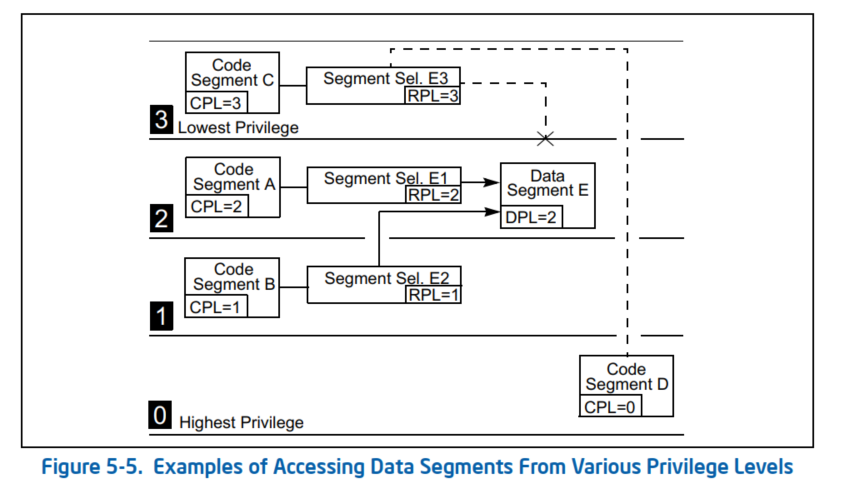 Code
Segment C
CPL=3
Segment Sel. E3
RPL=3
3
Lowest Privilege
Code
Segment A
CPL=2
Segment Sel. E1
RPL=2
Data
Segment E
DPL=2
2
Code
Segment B
CPL=1
Segment Sel. E2
RPL=1
1
Code
Segment D
CPL=0
0
Highest Privilege
Figure 5-5. Examples of Accessing Data Segments From Various Privilege Levels